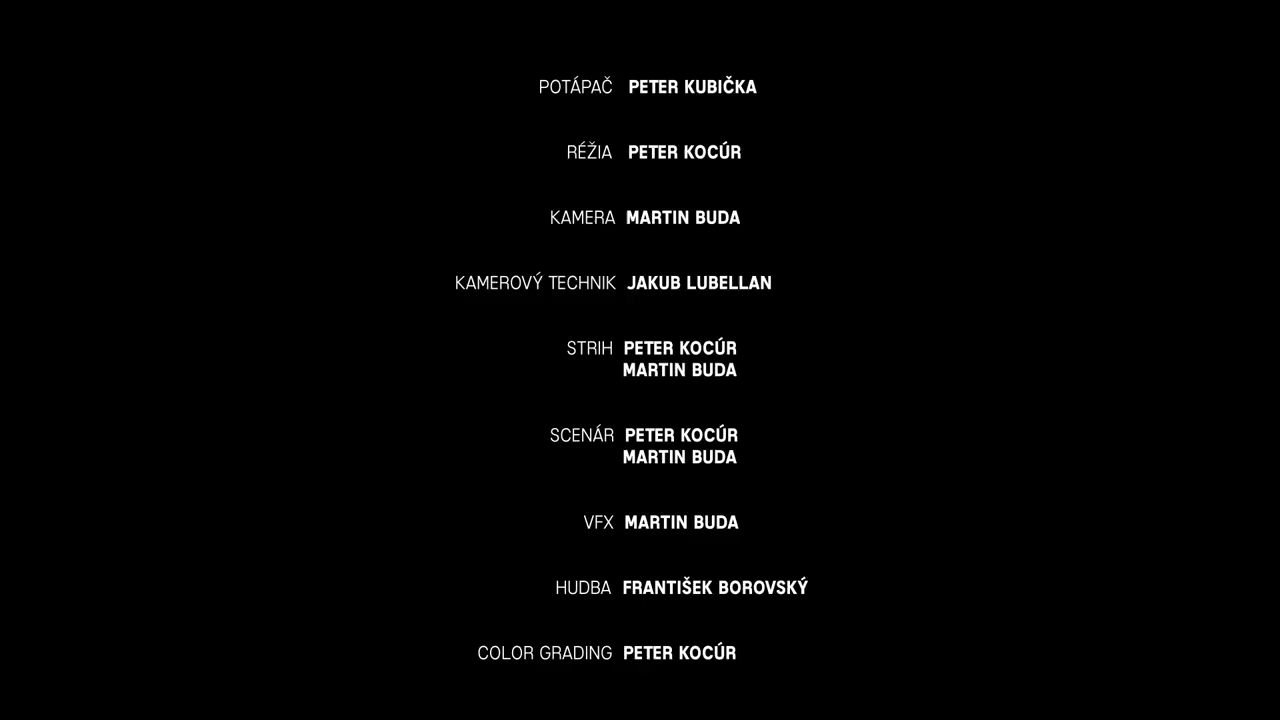 POTÁPAČ PETER KUBIČKA
RÉŽIA PETER KOCÚR
KAMERA MARTIN BUDA
KAMEROVÝ TECHNIK JAKUB LUBELLAN
STRIH PETER KOCÚR
MARTIN BUDA
SCENÁR PETER KOCÚR
MARTIN BUDA
VFX MARTIN BUDA
HUDBA FRANTIŠEK BOROVSKÝ
COLOR GRADING PETER KOCÚR